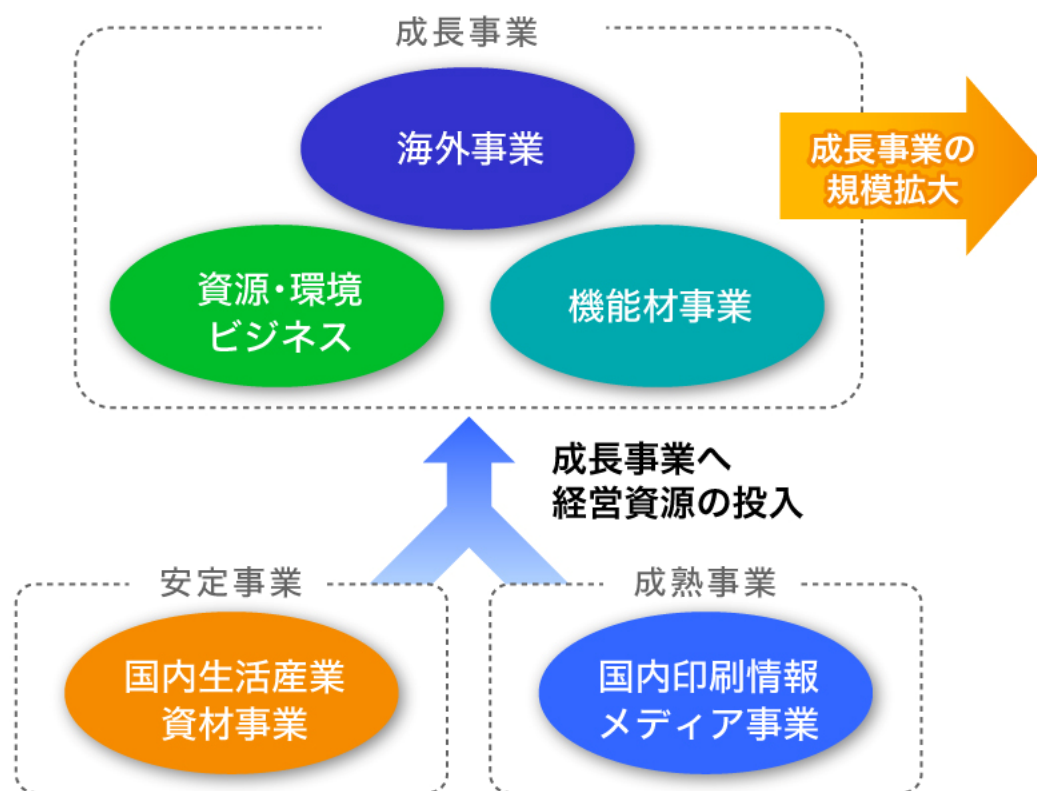 成長事業
海外事業
成長事業の
規模拡大
資源・環境
ビジネス
機能材事業
成長事業へ
経営資源の投入
安定事業
成熟事業
国内生活産業
資材事業
国内印刷情報
メディア事業